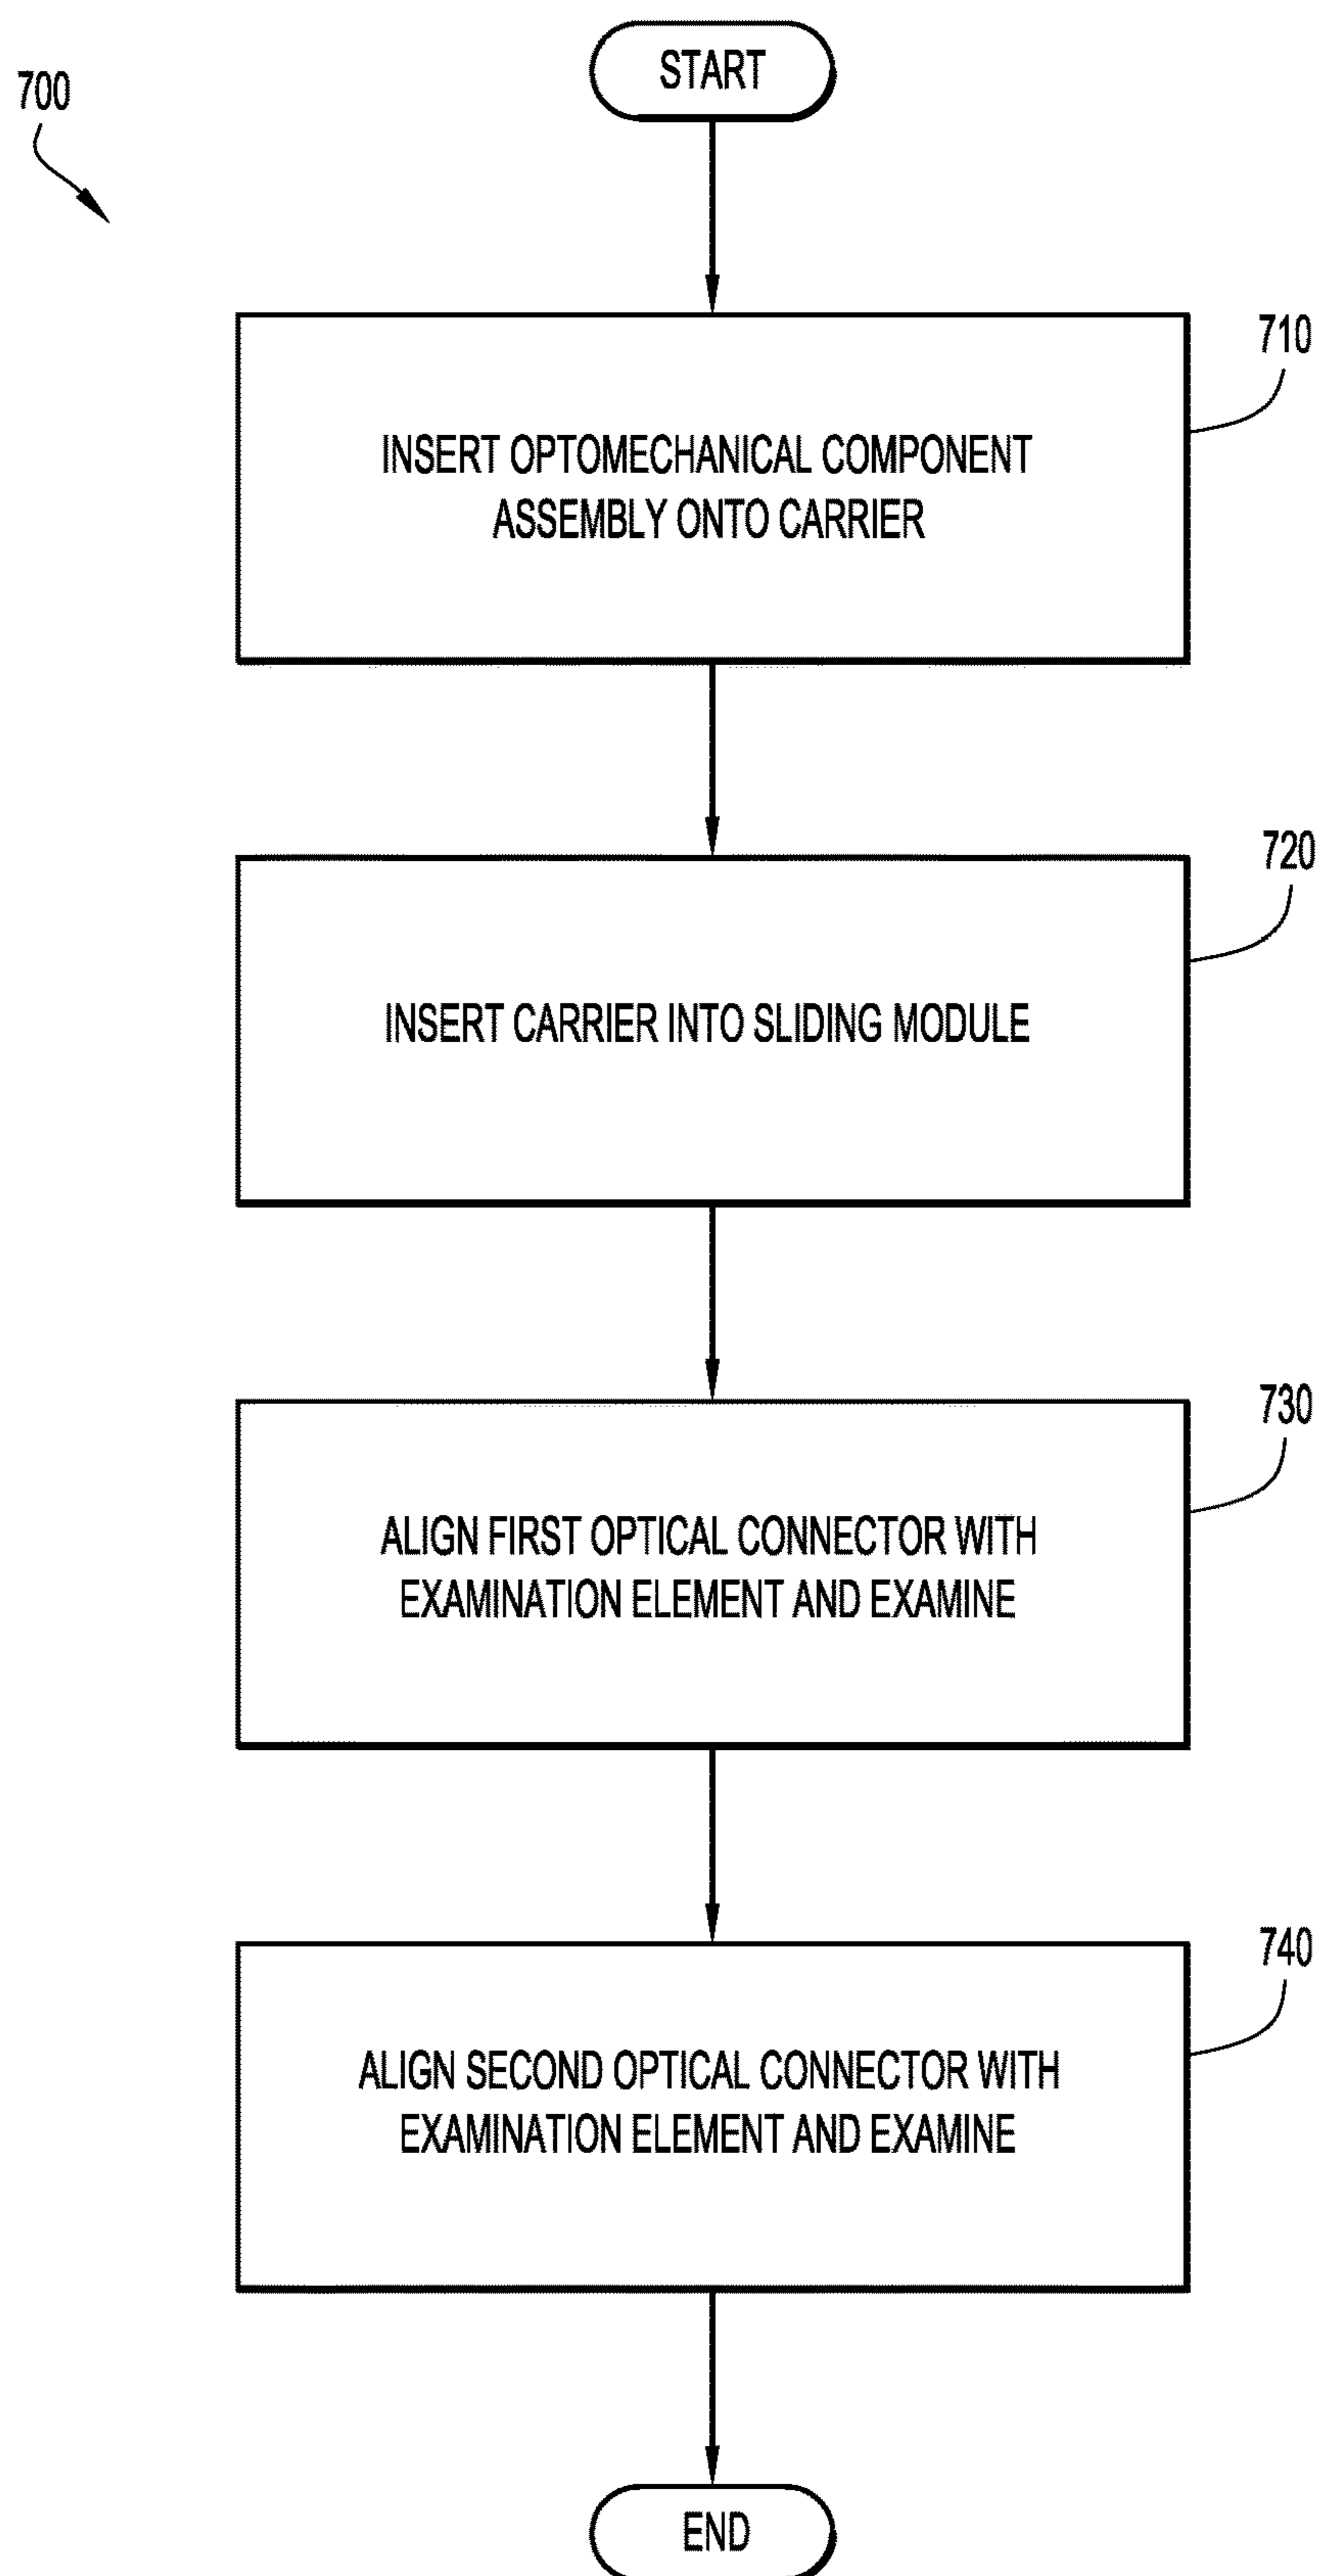 START
700
710
INSERT OPTOMECHANICAL COMPONENT
ASSEMBLY ONTO CARRIER
720
INSERT CARRIER INTO SLIDING MODULE
730
ALIGN FIRST OPTICAL CONNECTOR WITH
EXAMINATION ELEMENT AND EXAMINE
740
ALIGN SECOND OPTICAL CONNECTOR WITH
EXAMINATION ELEMENT AND EXAMINE
END